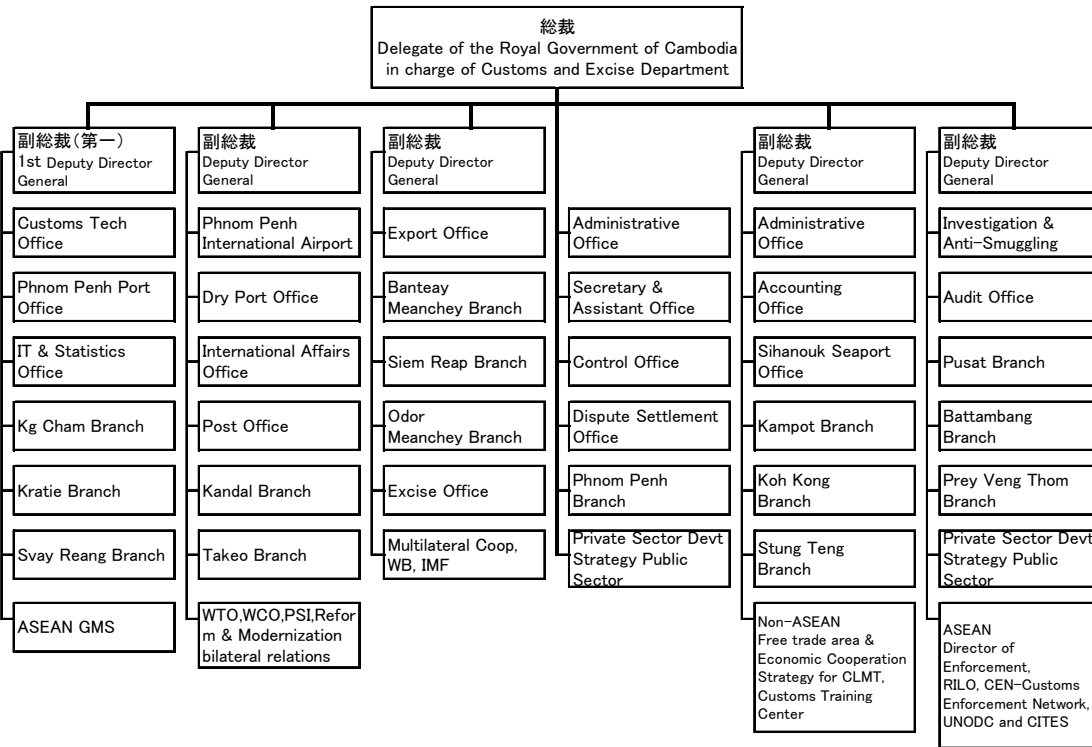 総裁
Delegate of the Royal Government of Cambodia
in charge of Customs and Excise Department
副総裁(第一)
1st Deputy Director
General
Customs Tech
Office
Phnom Penh Port
Office
IT & Statistics
Office
Kg Cham Branch
Kratie Branch
Svay Reang Branch
ASEAN GMS
副総裁
Deputy Director
General
Phnom Penh
International Airport
Dry Port Office
International Affairs
Office
Post Office
Kandal Branch
Takeo Branch
WTO,WCO,PSI,Refor
m & Modernization
bilateral relations
副総裁
Deputy Director
General
Export Office
Banteay
Meanchey Branch
Siem Reap Branch
Odor
Meanchey Branch
Excise Office
Multilateral Coop,
WB, IMF
Administrative
Office
Secretary &
Assistant Office
Control Office
Dispute Settlement
Office
Phnom Penh
Branch
Private Sector Devt
Strategy Public
Sector
副総裁
Deputy Director
General
Administrative
Office
Accounting
Office
Sihanouk Seaport
Office
Kampot Branch
Koh Kong
Branch
Stung Teng
Branch
Non-ASEAN
Free trade area &
Economic Cooperation
Strategy for CLMT,
Customs Training
Center
副総裁
Deputy Director
General
Investigation &
Anti-Smuggling
Audit Office
Pusat Branch
Battambang
Branch
Prey Veng Thom
Branch
Private Sector Devt
Strategy Public
Sector
ASEAN
Director of
Enforcement,
RILO, CEN-Customs
Enforcement Network,
UNODC and CITES